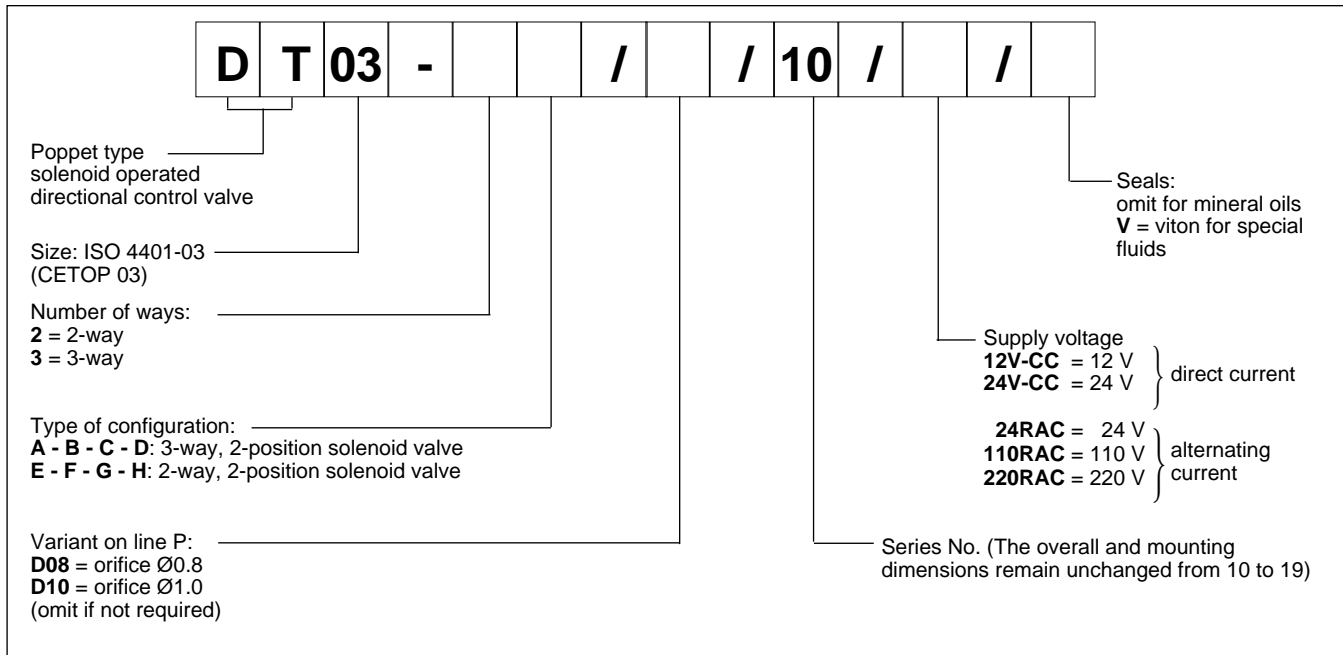 D T 03 - / / 10 / /
Poppet type
solenoid operated
directional control valve
Size: ISO 4401-03
(CETOP 03)
Number of ways:
2 = 2-way
3 = 3-way
Type of configuration:
A - B - C - D: 3-way, 2-position solenoid valve
E - F - G - H: 2-way, 2-position solenoid valve
Variant on line P:
D08 = orifice Ø0.8
D10 = orifice Ø1.0
(omit if not required)
Seals:
omit for mineral oils
V = viton for special
fluids
Supply voltage
12V-CC = 12 V
24V-CC = 24 V
direct current
24RAC = 24 V
110RAC = 110 V
220RAC = 220 V
alternating
current
Series No. (The overall and mounting
dimensions remain unchanged from 10 to 19)